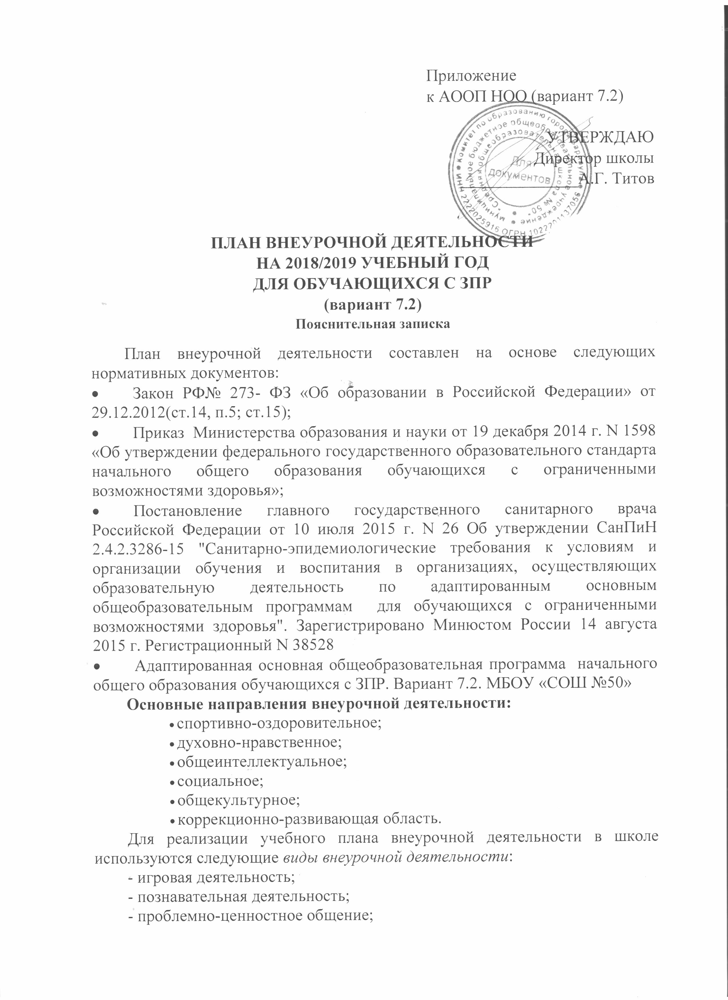 Приложение
к АООП НОО (вариант 7.2)
УТВЕРЖДАЮ
Директор школы
А.Г. Титов
Комитет по образованию города Барнаула
ИНН 2222025916 ОГРН 1022201137056
муниципальное бюджетное общеобразовательное учреждение
"Средняя общеобразовательная школа № 50"
Для
документов
ПЛАН ВНЕУРОЧНОЙ ДЕЯТЕЛЬНОСТИ
НА 2018/2019 УЧЕБНЫЙ ГОД
ДЛЯ ОБУЧАЮЩИХСЯ С ЗПР
(вариант 7.2)
Пояснительная записка
План внеурочной деятельности составлен на основе следующих
нормативных документов:
• Закон РФ№ 273- ФЗ «Об образовании в Российской Федерации» от
29.12.2012(ст.14, п.5; ст.15);
• Приказ Министерства образования и науки от 19 декабря 2014 г. N 1598
«Об утверждении федерального государственного образовательного стандарта
начального общего образования обучающихся с ограниченными
возможностями здоровья»;
• Постановление главного государственного санитарного врача
Российской Федерации от 10 июля 2015 г. N 26 Об утверждении СанПиН
2.4.2.3286-15 "Санитарно-эпидемиологические требования к условиям и
организации обучения и воспитания в организациях, осуществляющих
образовательную деятельность по адаптированным основным
общеобразовательным программам для обучающихся с ограниченными
возможностями здоровья". Зарегистрировано Минюстом России 14 августа
2015 г. Регистрационный N 38528
• Адаптированная основная общеобразовательная программа начального
общего образования обучающихся с ЗПР. Вариант 7.2. МБОУ «СОШ №50»
Основные направления внеурочной деятельности:
• спортивно-оздоровительное;
• духовно-нравственное;
• общеинтеллектуальное;
• социальное;
• общекультурное;
• коррекционно-развивающая область.
Для реализации учебного плана внеурочной деятельности в школе
используются следующие виды внеурочной деятельности:
- игровая деятельность;
- познавательная деятельность;
- проблемно-ценностное общение;